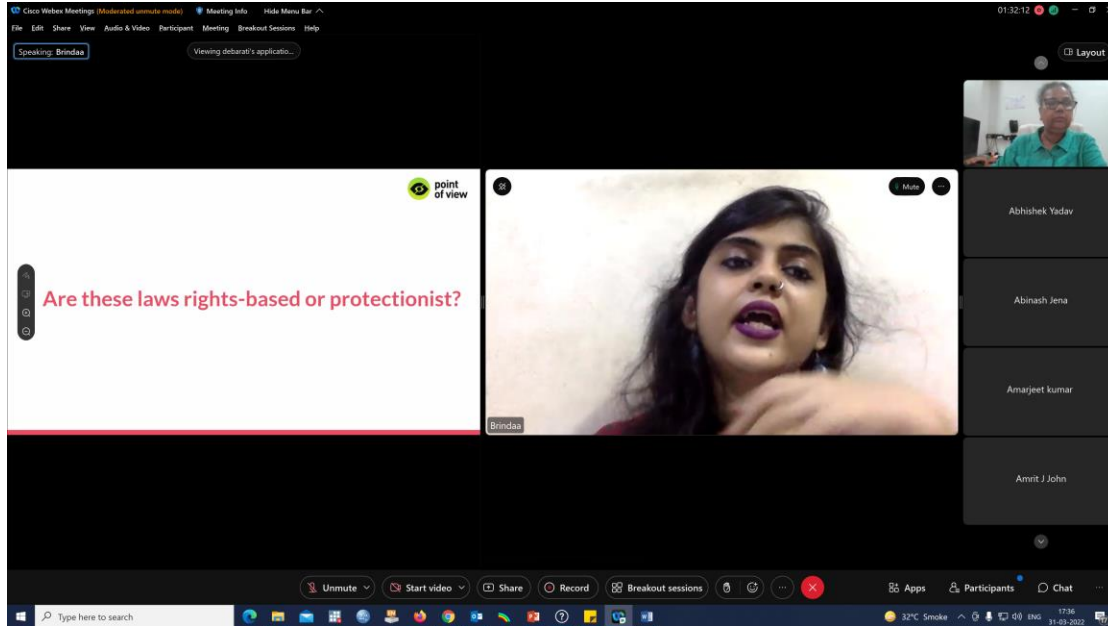 Cisco Webex Meetings (Moderated unmute mode) Meeting Info Hide Menu Bar 01:32:12
File Edit Share View Audio & Video Participant Meeting Breakout Sessions Help
Speaking: Brindaa
Viewing debarati's applicatio...
Layout
point
of view
Mute
Are these laws rights-based or protectionist?
Brindaa
Abhishek Yadav
Abinash Jena
Amarjeet kumar
Amrit J John
Unmute Start video Share Record Breakout sessions Apps Participants Chat
Type here to search
32°C Smoke ENG 17:36
31-03-2022